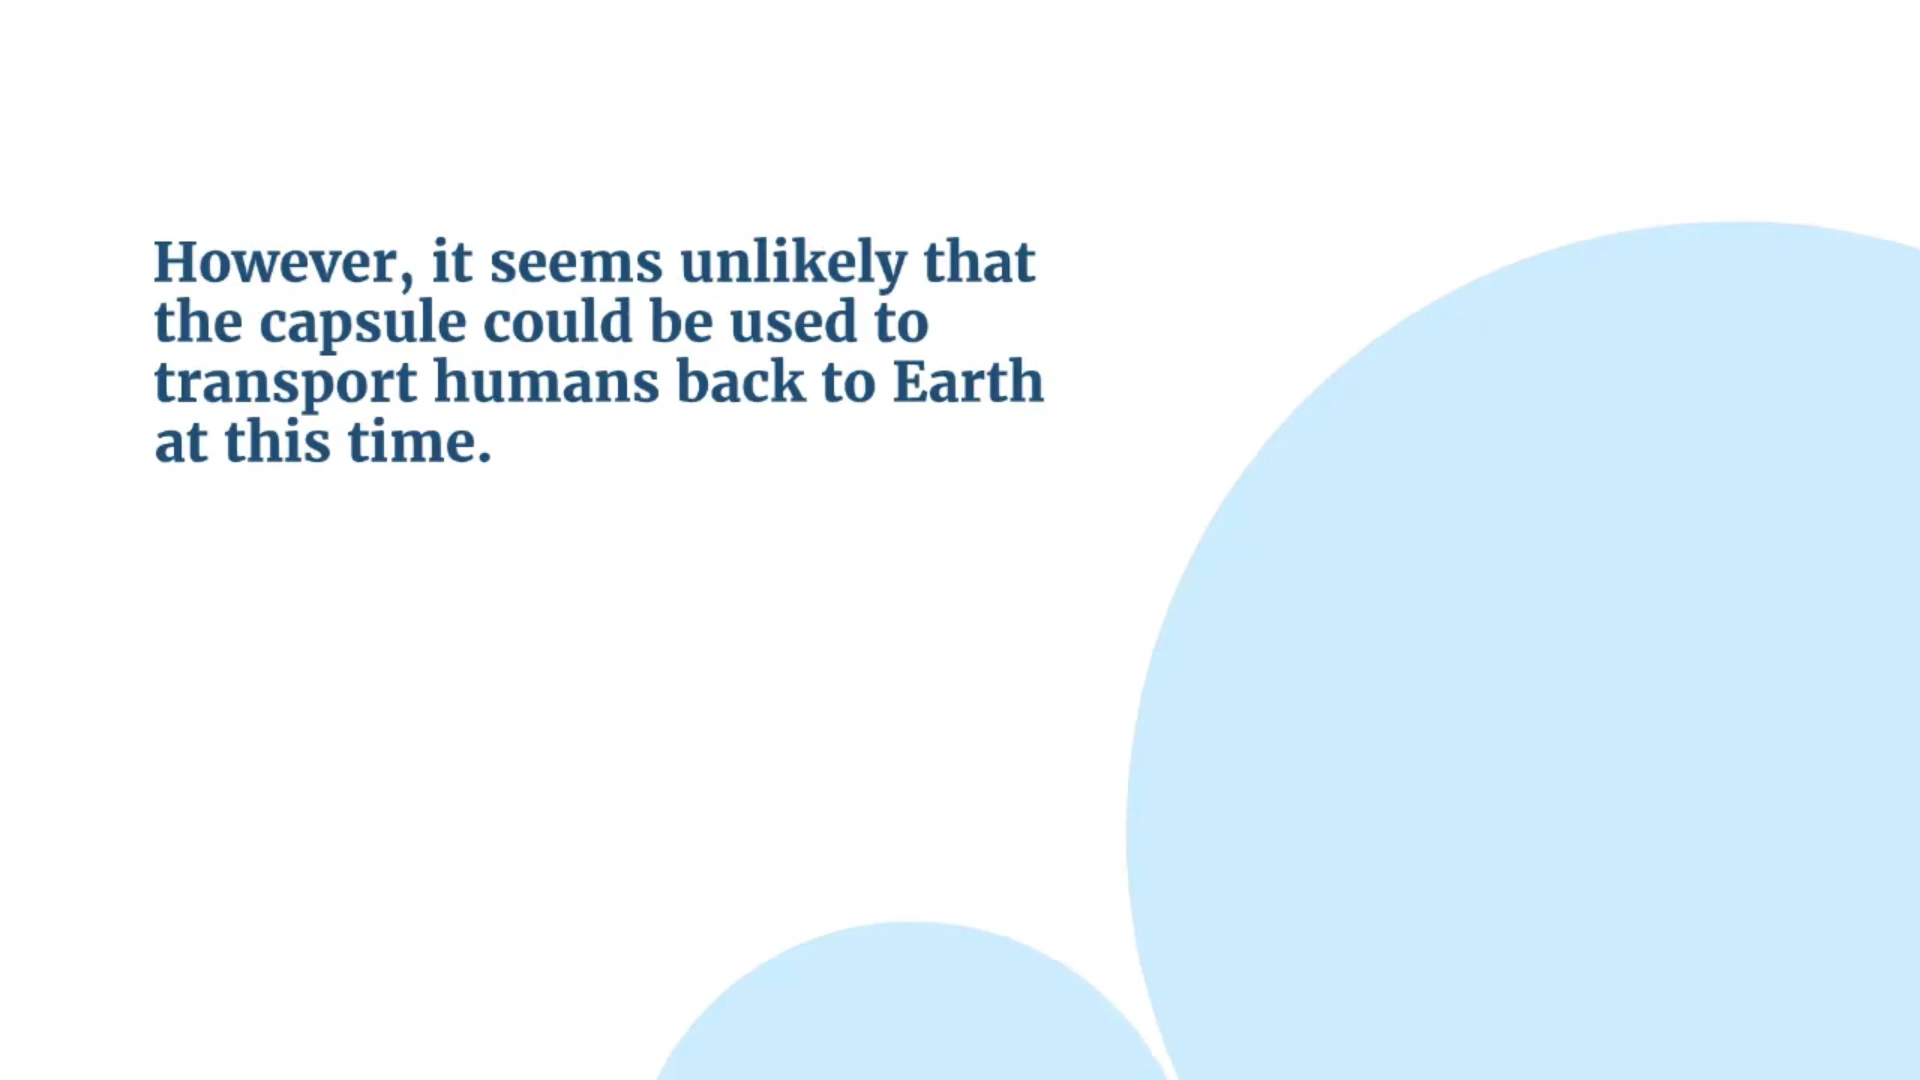 However, it seems unlikely that
the capsule could be used to
transport humans back to Earth
at this time.